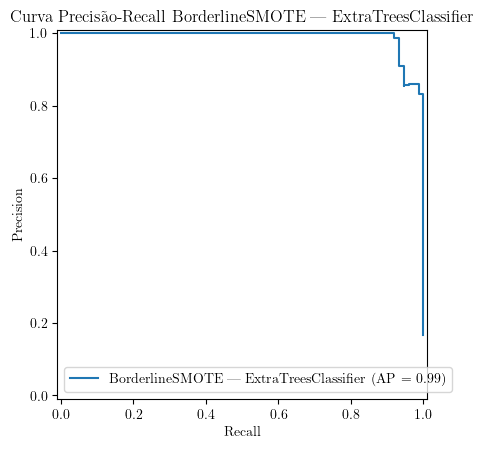 Curva Precisão-Recall BorderlineSMOTE — ExtraTreesClassifier
1.0
0.8
0.6
0.4
0.2
0.0
Precision
BorderlineSMOTE — ExtraTreesClassifier (AP = 0.99)
0.0 0.2 0.4 0.6 0.8 1.0
Recall